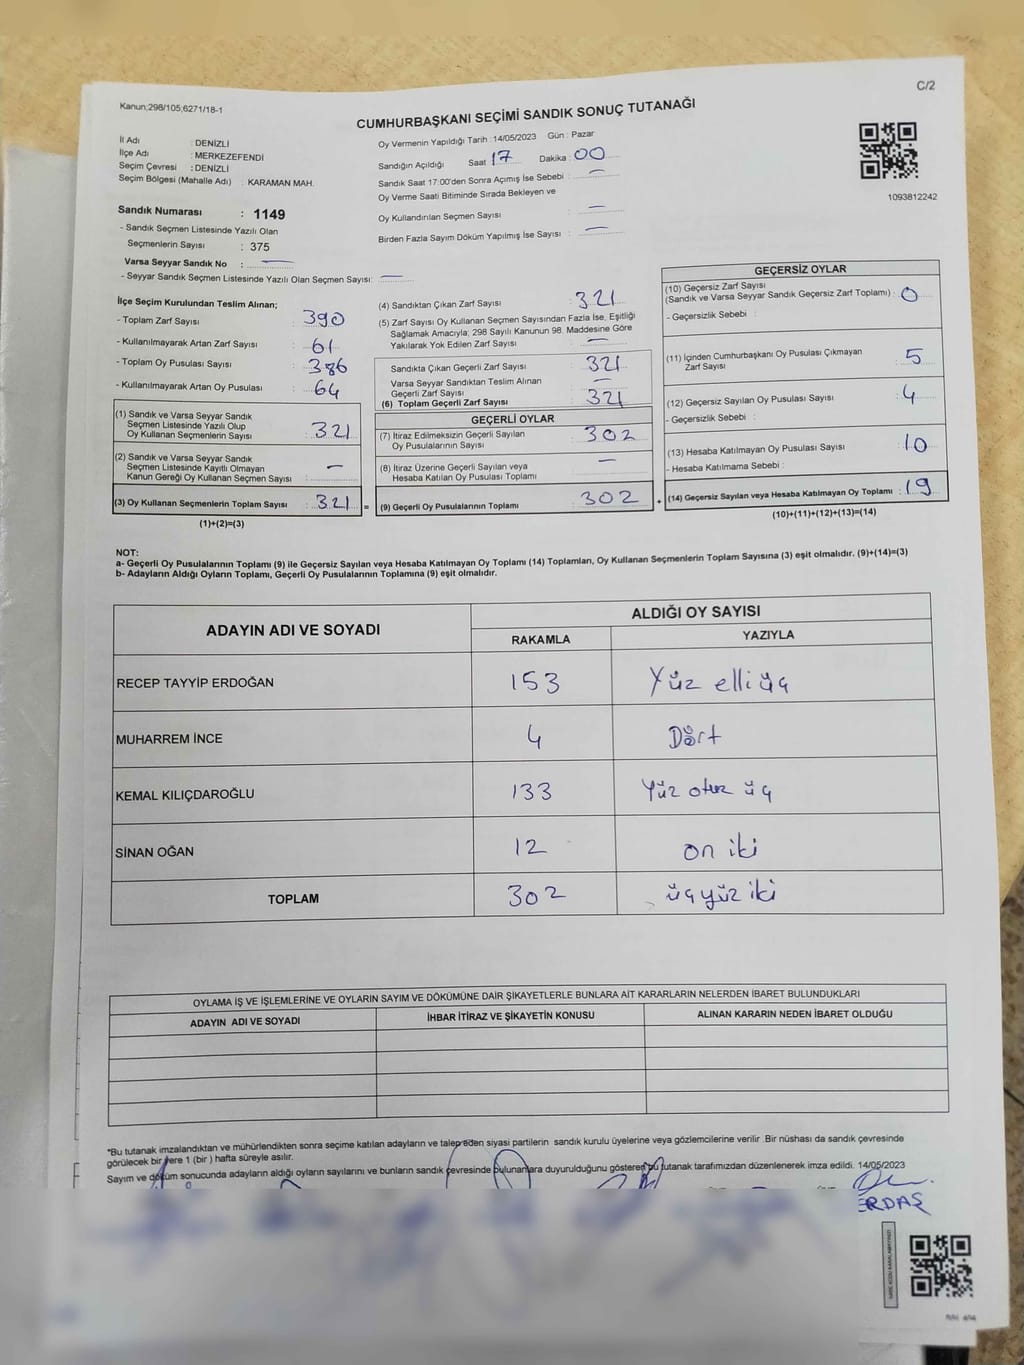 C/2
Kanun;298/105;6271/18-1
CUMHURBAŞKANI SEÇİMİ SANDIK SONUÇ TUTANAĞI
İl Adı : DENİZLİ
İlçe Adı : MERKEZEFENDİ
Seçim Çevresi : DENİZLİ
Seçim Bölgesi (Mahalle Adı) : KARAMAN MAH.
Sandık Numarası : 1149
- Sandık Seçmen Listesinde Yazılı Olan
Seçmenlerin Sayısı : 375
Varsa Seyyar Sandık No : —
- Seyyar Sandık Seçmen Listesinde Yazılı Olan Seçmen Sayısı: —
Oy Vermenin Yapıldığı Tarih : 14/05/2023 Gün : Pazar
Sandığın Açıldığı Saat 17 Dakika : 00
Sandık Saat 17:00'den Sonra Açımış İse Sebebi : —
Oy Verme Saati Bitiminde Sırada Bekleyen ve
Oy Kullandırılan Seçmen Sayısı : —
Birden Fazla Sayım Döküm Yapılmış İse Sayısı : —
1093812242
İlçe Seçim Kurulundan Teslim Alınan;
- Toplam Zarf Sayısı : 390
- Kullanılmayarak Artan Zarf Sayısı : 61
- Toplam Oy Pusulası Sayısı : 386
- Kullanılmayarak Artan Oy Pusulası : 64
(1) Sandık ve Varsa Seyyar Sandık
Seçmen Listesinde Yazılı Olup
Oy Kullanan Seçmenlerin Sayısı : 321
(2) Sandık ve Varsa Seyyar Sandık
Seçmen Listesinde Kayıtlı Olmayan
Kanun Gereği Oy Kullanan Seçmen Sayısı : —
(3) Oy Kullanan Seçmenlerin Toplam Sayısı : 321 =
(1)+(2)=(3)
(4) Sandıktan Çıkan Zarf Sayısı : 321
(5) Zarf Sayısı Oy Kullanan Seçmen Sayısından Fazla İse, Eşitliği
Sağlamak Amacıyla; 298 Sayılı Kanunun 98. Maddesine Göre
Yakılarak Yok Edilen Zarf Sayısı : —
Sandıkta Çıkan Geçerli Zarf Sayısı : 321
Varsa Seyyar Sandıktan Teslim Alınan
Geçerli Zarf Sayısı : —
(6) Toplam Geçerli Zarf Sayısı : 321
GEÇERLİ OYLAR
(7) İtiraz Edilmeksizin Geçerli Sayılan
Oy Pusulalarının Sayısı : 302
(8) İtiraz Üzerine Geçerli Sayılan veya
Hesaba Katılan Oy Pusulası Toplamı : —
(9) Geçerli Oy Pusulalarının Toplamı : 302 +
GEÇERSİZ OYLAR
(10) Geçersiz Zarf Sayısı
(Sandık ve Varsa Seyyar Sandık Geçersiz Zarf Toplamı) : 0
- Geçersizlik Sebebi :
(11) İçinden Cumhurbaşkanı Oy Pusulası Çıkmayan
Zarf Sayısı : 5
(12) Geçersiz Sayılan Oy Pusulası Sayısı : 4
- Geçersizlik Sebebi :
(13) Hesaba Katılmayan Oy Pusulası Sayısı : 10
- Hesaba Katılmama Sebebi :
(14) Geçersiz Sayılan veya Hesaba Katılmayan Oy Toplamı : 19
(10)+(11)+(12)+(13)=(14)
NOT:
a- Geçerli Oy Pusulalarının Toplamı (9) ile Geçersiz Sayılan veya Hesaba Katılmayan Oy Toplamı (14) Toplamları, Oy Kullanan Seçmenlerin Toplam Sayısına (3) eşit olmalıdır. (9)+(14)=(3)
b- Adayların Aldığı Oyların Toplamı, Geçerli Oy Pusulalarının Toplamına (9) eşit olmalıdır.
ADAYIN ADI VE SOYADI ALDIĞI OY SAYISI
RAKAMLA YAZIYLA
RECEP TAYYİP ERDOĞAN 153 Yüz elli üç
MUHARREM İNCE 4 Dört
KEMAL KILIÇDAROĞLU 133 Yüz otuz üç
SİNAN OĞAN 12 on iki
TOPLAM 302 üçyüz iki
OYLAMA İŞ VE İŞLEMLERİNE VE OYLARIN SAYIM VE DÖKÜMÜNE DAİR ŞİKAYETLERLE BUNLARA AİT KARARLARIN NELERDEN İBARET BULUNDUKLARI
ADAYIN ADI VE SOYADI İHBAR İTİRAZ VE ŞİKAYETİN KONUSU ALINAN KARARIN NEDEN İBARET OLDUĞU
*Bu tutanak imzalandıktan ve mühürlendikten sonra seçime katılan adayların ve talep eden siyasi partilerin sandık kurulu üyelerine veya gözlemcilerine verilir .Bir nüshası da sandık çevresinde
görülecek bir yere 1 (bir ) hafta süreyle asılır.
Sayım ve döküm sonucunda adayların aldığı oyların sayılarını ve bunların sandık çevresinde bulunanlara duyurulduğunu gösteren bu tutanak tarafımızdan düzenlenerek imza edildi. 14/05/2023
ERDAŞ